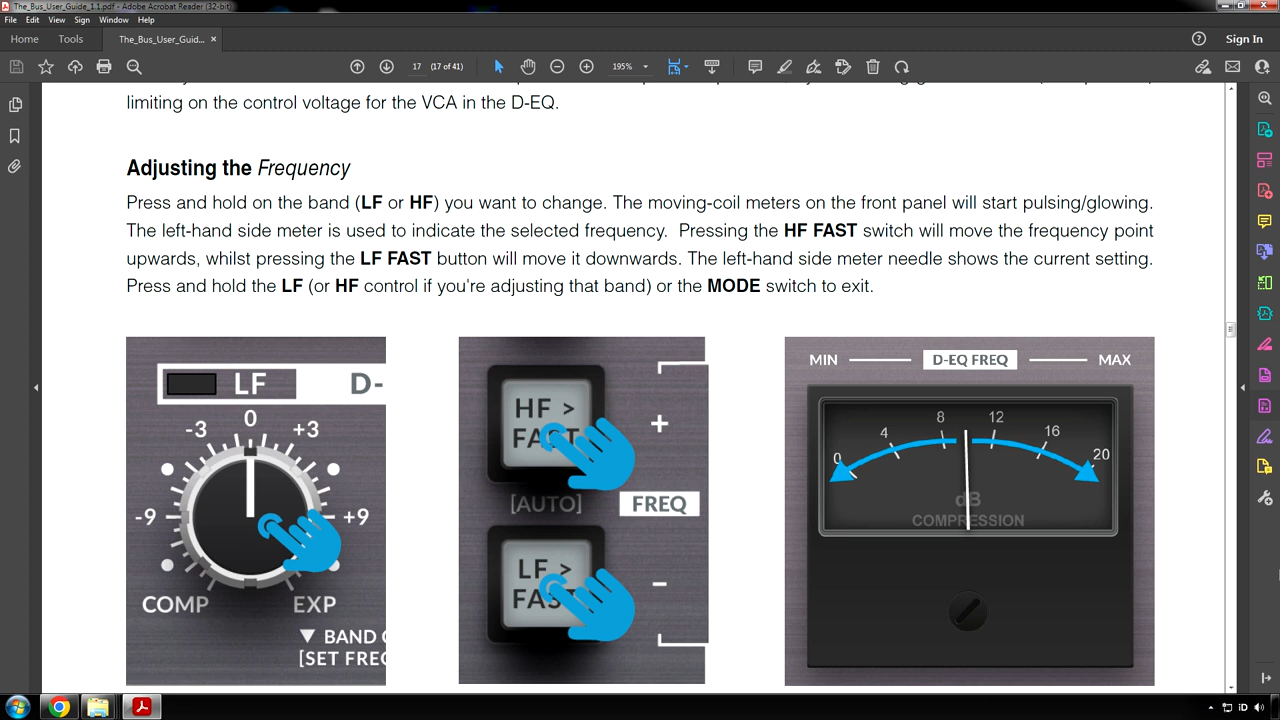 The_Bus_User_Guide_1.1.pdf - Adobe Acrobat Reader (32-bit)
File Edit View Sign Window Help
Home Tools The_Bus_User_Guid... × Sign In
17 (17 of 41) 195%
limiting on the control voltage for the VCA in the D-EQ.
Adjusting the Frequency
Press and hold on the band (LF or HF) you want to change. The moving-coil meters on the front panel will start pulsing/glowing.
The left-hand side meter is used to indicate the selected frequency. Pressing the HF FAST switch will move the frequency point
upwards, whilst pressing the LF FAST button will move it downwards. The left-hand side meter needle shows the current setting.
Press and hold the LF (or HF control if you're adjusting that band) or the MODE switch to exit.
LF D-
0
-3 +3
-9 +9
COMP EXP
▼ BAND
[SET FREQ
HF >
FAST
+
[AUTO] FREQ
LF >
FAST
-
MIN D-EQ FREQ MAX
0 4 8 12 16 20
dB
COMPRESSION
iD